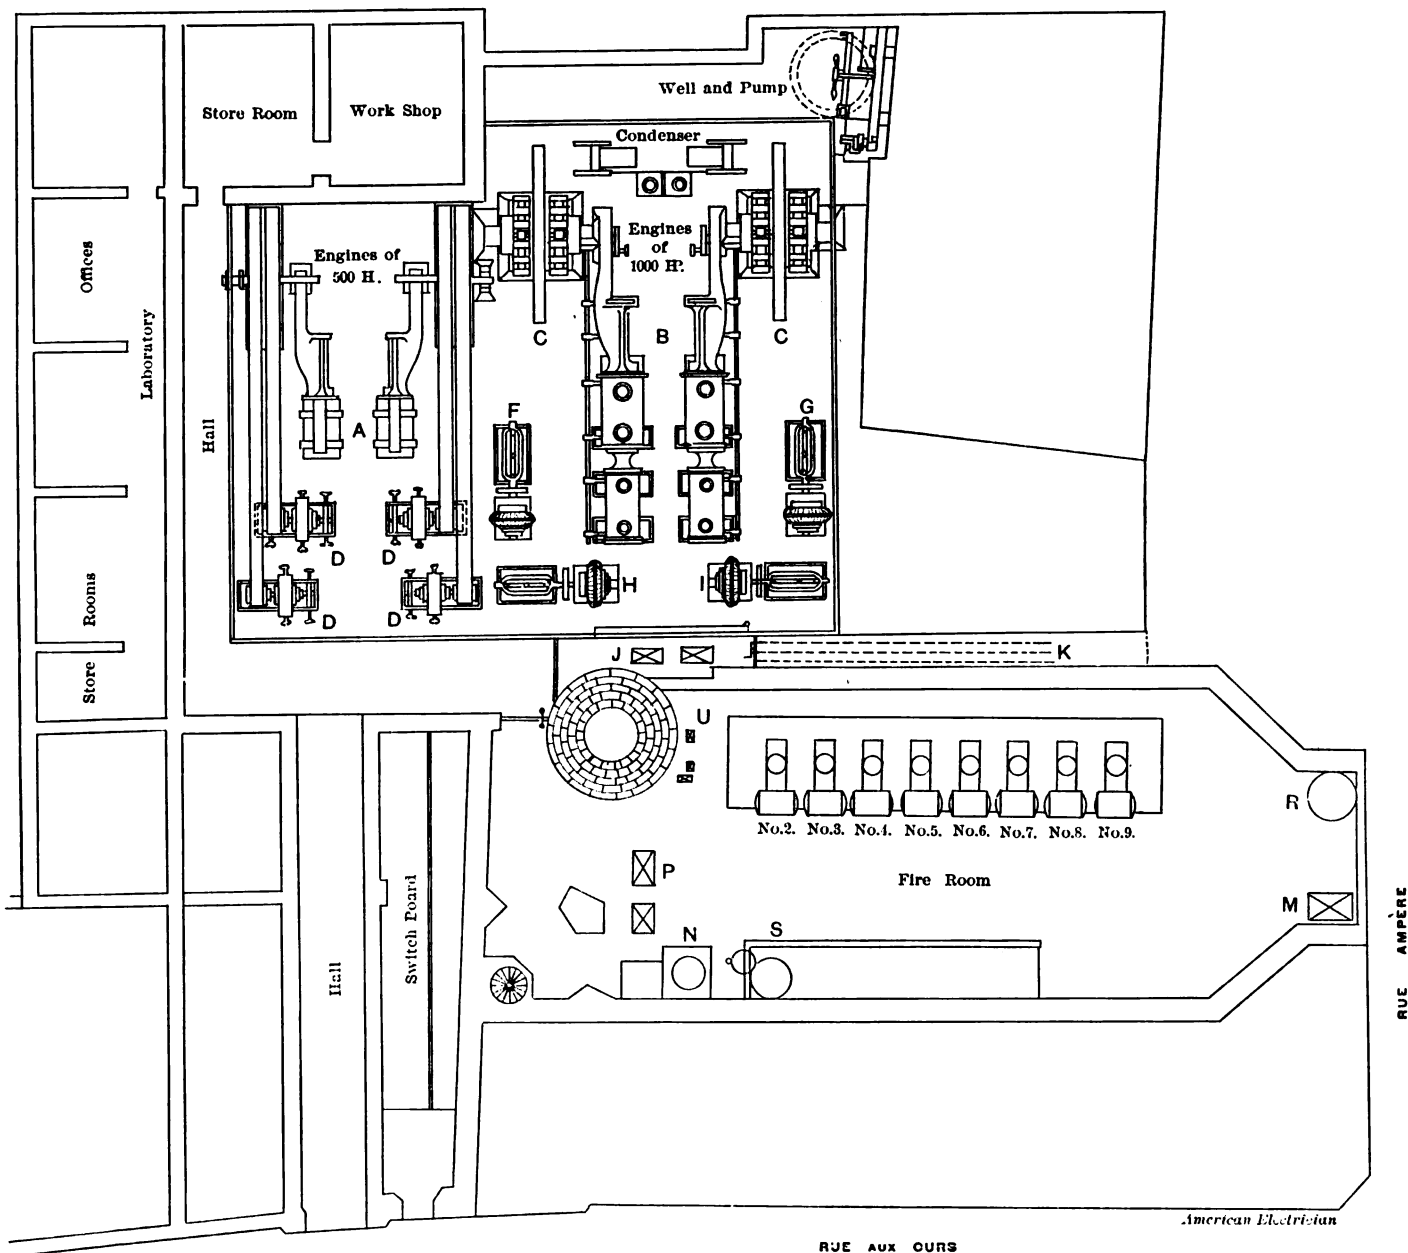 Well and Pump
Store Room
Work Shop
Condenser
Engines of
500 H.
Engines
of
1000 HP.
Offices
Laboratory
Hall
C
B
C
A
F
G
D
D
D
D
H
I
J
K
Rooms
Store
U
No.2.
No.3.
No.4.
No.5.
No.6.
No.7.
No.8.
No.9.
R
P
Fire Room
M
N
S
Switch Board
Hall
RUE AMPÈRE
American Electrician
RUE AUX OURS